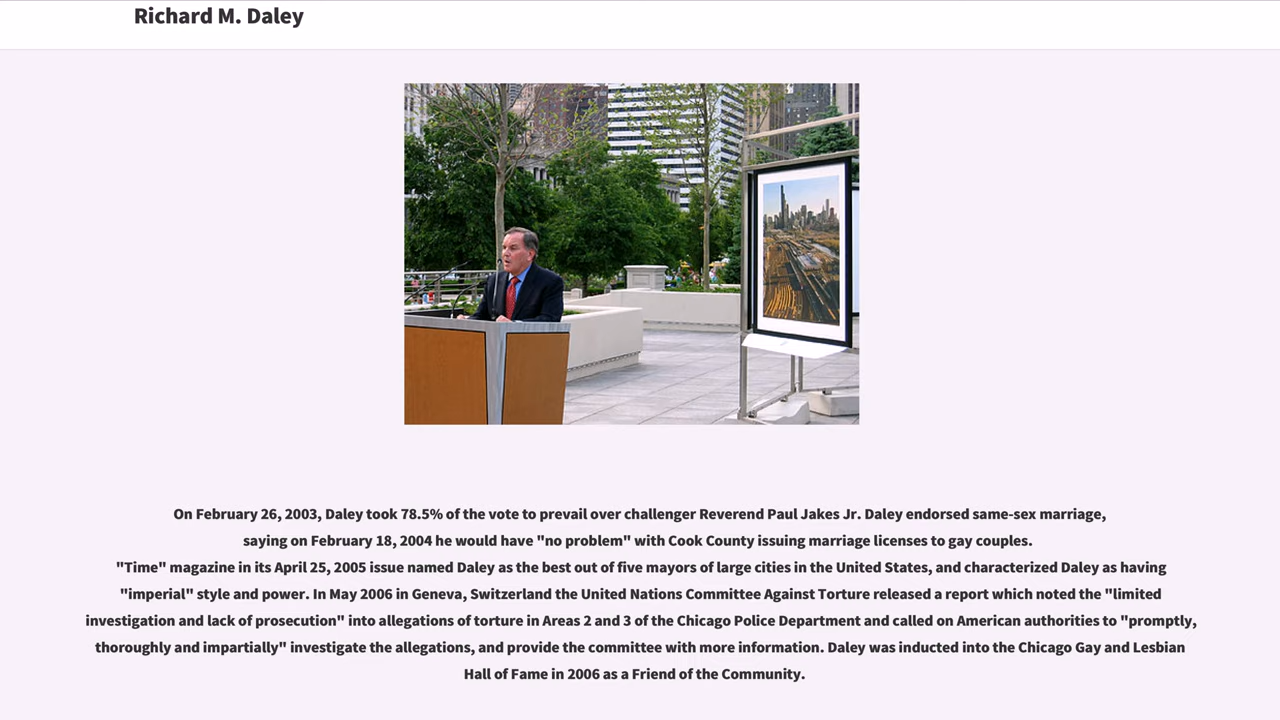 Richard M. Daley
On February 26, 2003, Daley took 78.5% of the vote to prevail over challenger Reverend Paul Jakes Jr. Daley endorsed same-sex marriage,
saying on February 18, 2004 he would have "no problem" with Cook County issuing marriage licenses to gay couples.
"Time" magazine in its April 25, 2005 issue named Daley as the best out of five mayors of large cities in the United States, and characterized Daley as having
"imperial" style and power. In May 2006 in Geneva, Switzerland the United Nations Committee Against Torture released a report which noted the "limited
investigation and lack of prosecution" into allegations of torture in Areas 2 and 3 of the Chicago Police Department and called on American authorities to "promptly,
thoroughly and impartially" investigate the allegations, and provide the committee with more information. Daley was inducted into the Chicago Gay and Lesbian
Hall of Fame in 2006 as a Friend of the Community.